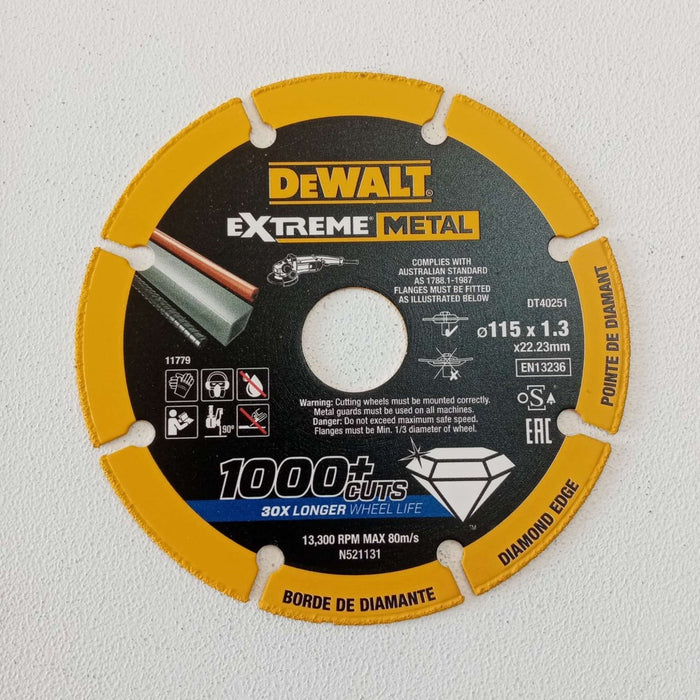 DEWALT
EXTREME METAL
COMPLIES WITH
AUSTRALIAN STANDARD
AS 1788.1-1987
FLANGES MUST BE FITTED
AS ILLUSTRATED BELOW
DT40251
Ø115 x 1.3
x22.23mm
EN13236
oSa
EAC
POINTE DE DIAMANT
11779
90°
Warning: Cutting wheels must be mounted correctly.
Metal guards must be used on all machines.
Danger: Do not exceed maximum safe speed.
Flanges must be Min. 1/3 diameter of wheel.
1000+
CUTS
30X LONGER WHEEL LIFE
TM
13,300 RPM MAX 80m/s
N521131
DIAMOND EDGE
BORDE DE DIAMANTE